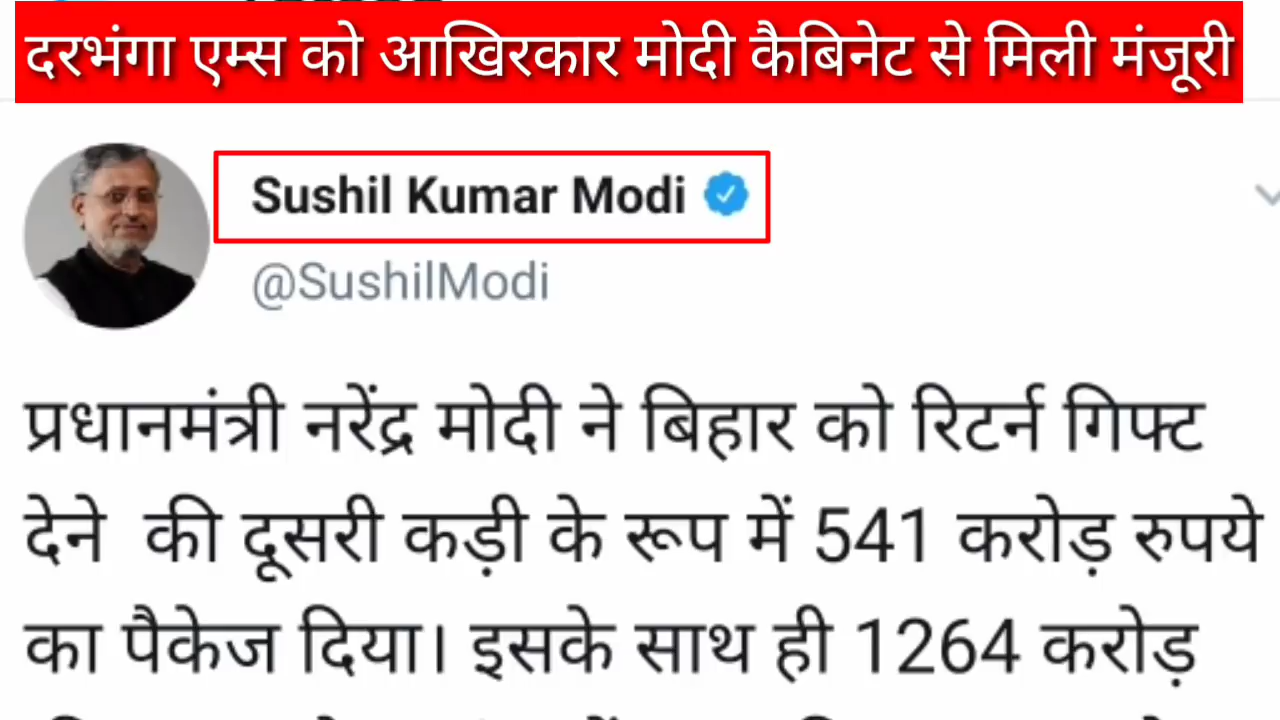 दरभंगा एम्स को आखिरकार मोदी कैबिनेट से मिली मंजूरी
Sushil Kumar Modi
@SushilModi
प्रधानमंत्री नरेंद्र मोदी ने बिहार को रिटर्न गिफ्ट
देने की दूसरी कड़ी के रूप में 541 करोड़ रुपये
का पैकेज दिया। इसके साथ ही 1264 करोड़